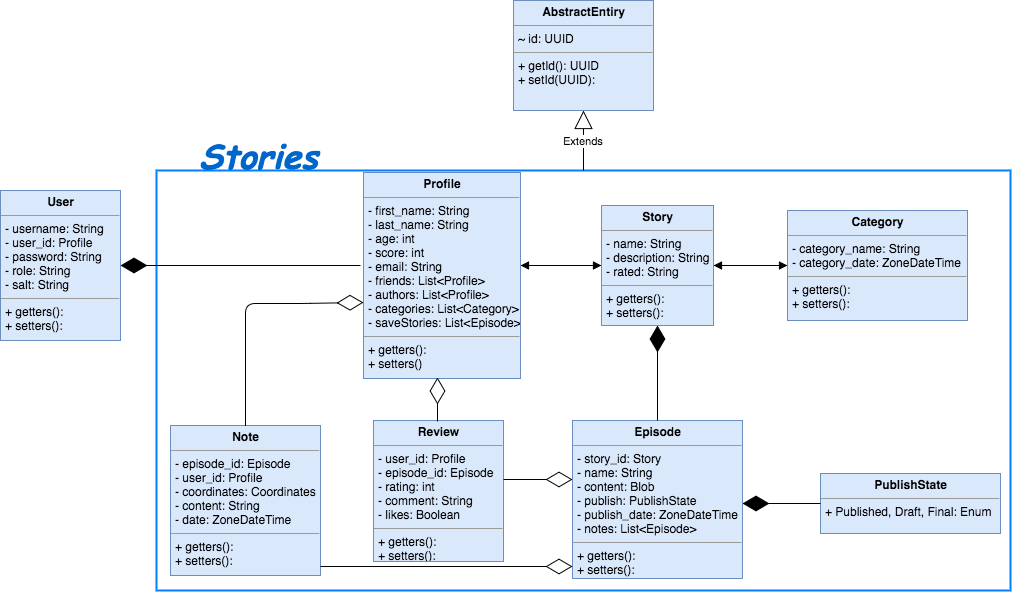 AbstractEntiry
~ id: UUID
+ getId(): UUID
+ setId(UUID):
Extends
Stories
User
- username: String
- user_id: Profile
- password: String
- role: String
- salt: String
+ getters():
+ setters():
Profile
- first_name: String
- last_name: String
- age: int
- score: int
- email: String
- friends: List<Profile>
- authors: List<Profile>
- categories: List<Category>
- saveStories: List<Episode>
+ getters():
+ setters()
Story
- name: String
- description: String
- rated: String
+ getters():
+ setters():
Category
- category_name: String
- category_date: ZoneDateTime
+ getters():
+ setters():
Note
- episode_id: Episode
- user_id: Profile
- coordinates: Coordinates
- content: String
- date: ZoneDateTime
+ getters():
+ setters():
Review
- user_id: Profile
- episode_id: Episode
- rating: int
- comment: String
- likes: Boolean
+ getters():
+ setters():
Episode
- story_id: Story
- name: String
- content: Blob
- publish: PublishState
- publish_date: ZoneDateTime
- notes: List<Episode>
+ getters():
+ setters():
PublishState
+ Published, Draft, Final: Enum